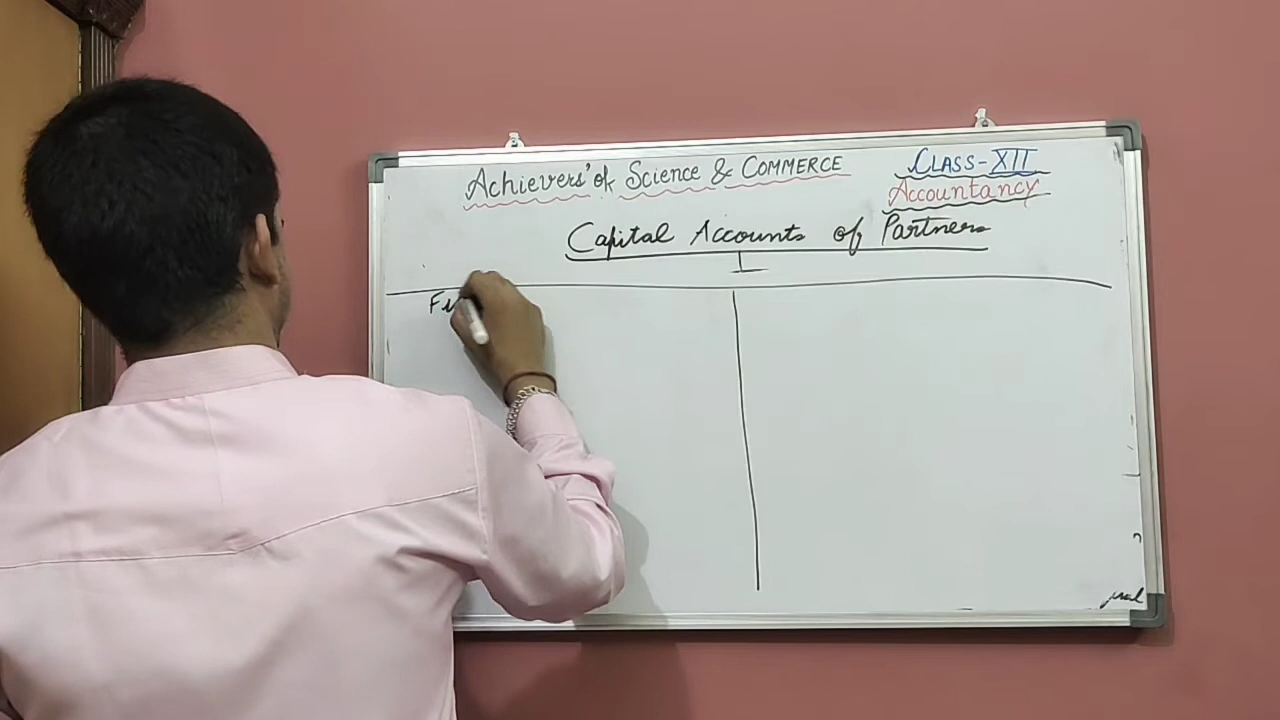 Achievers' of Science & COMMERCE
CLASS-XII
Accountancy
Capital Accounts of Partners